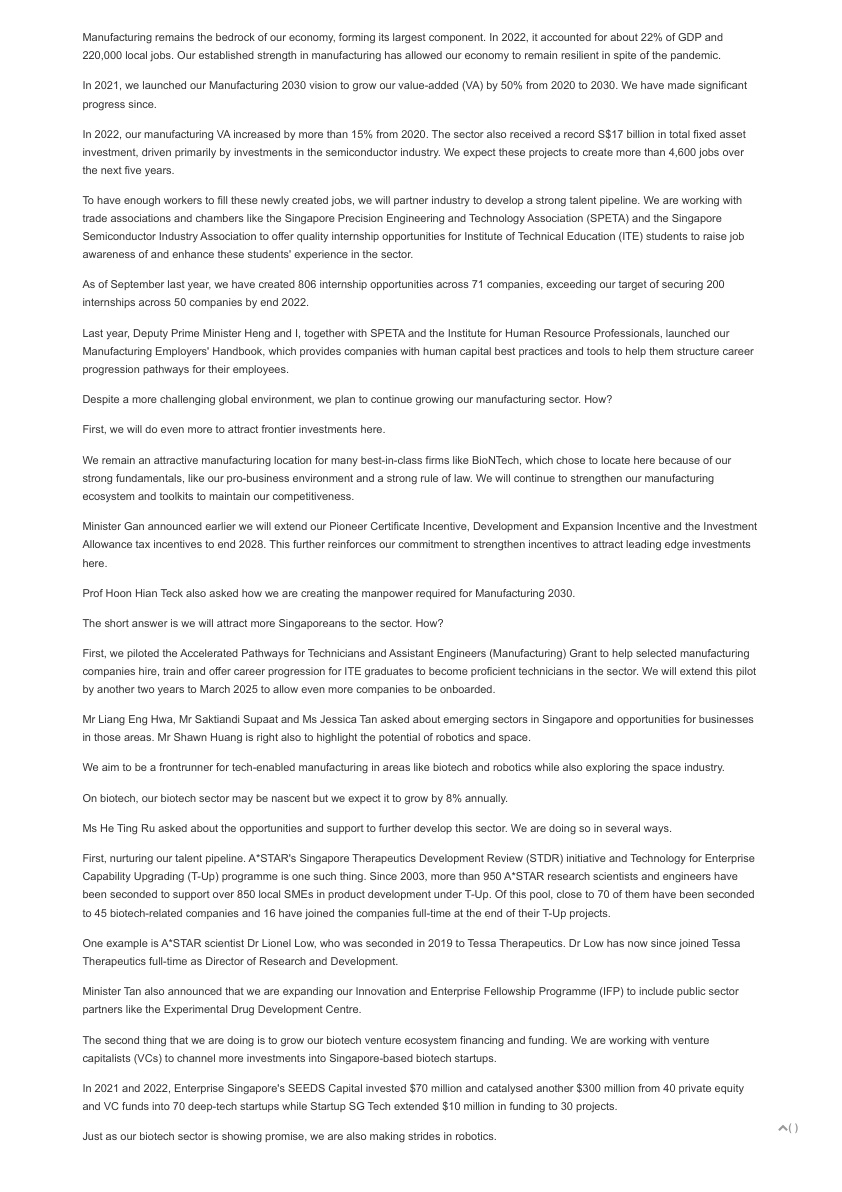 Manufacturing remains the bedrock of our economy, forming its largest component. In 2022, it accounted for about 22% of GDP and
220,000 local jobs. Our established strength in manufacturing has allowed our economy to remain resilient in spite of the pandemic.
In 2021, we launched our Manufacturing 2030 vision to grow our value-added (VA) by 50% from 2020 to 2030. We have made significant
progress since.
In 2022, our manufacturing VA increased by more than 15% from 2020. The sector also received a record S$17 billion in total fixed asset
investment, driven primarily by investments in the semiconductor industry. We expect these projects to create more than 4,600 jobs over
the next five years.
To have enough workers to fill these newly created jobs, we will partner industry to develop a strong talent pipeline. We are working with
trade associations and chambers like the Singapore Precision Engineering and Technology Association (SPETA) and the Singapore
Semiconductor Industry Association to offer quality internship opportunities for Institute of Technical Education (ITE) students to raise job
awareness of and enhance these students' experience in the sector.
As of September last year, we have created 806 internship opportunities across 71 companies, exceeding our target of securing 200
internships across 50 companies by end 2022.
Last year, Deputy Prime Minister Heng and I, together with SPETA and the Institute for Human Resource Professionals, launched our
Manufacturing Employers' Handbook, which provides companies with human capital best practices and tools to help them structure career
progression pathways for their employees.
Despite a more challenging global environment, we plan to continue growing our manufacturing sector. How?
First, we will do even more to attract frontier investments here.
We remain an attractive manufacturing location for many best-in-class firms like BioNTech, which chose to locate here because of our
strong fundamentals, like our pro-business environment and a strong rule of law. We will continue to strengthen our manufacturing
ecosystem and toolkits to maintain our competitiveness.
Minister Gan announced earlier we will extend our Pioneer Certificate Incentive, Development and Expansion Incentive and the Investment
Allowance tax incentives to end 2028. This further reinforces our commitment to strengthen incentives to attract leading edge investments
here.
Prof Hoon Hian Teck also asked how we are creating the manpower required for Manufacturing 2030.
The short answer is we will attract more Singaporeans to the sector. How?
First, we piloted the Accelerated Pathways for Technicians and Assistant Engineers (Manufacturing) Grant to help selected manufacturing
companies hire, train and offer career progression for ITE graduates to become proficient technicians in the sector. We will extend this pilot
by another two years to March 2025 to allow even more companies to be onboarded.
Mr Liang Eng Hwa, Mr Saktiandi Supaat and Ms Jessica Tan asked about emerging sectors in Singapore and opportunities for businesses
in those areas. Mr Shawn Huang is right also to highlight the potential of robotics and space.
We aim to be a frontrunner for tech-enabled manufacturing in areas like biotech and robotics while also exploring the space industry.
On biotech, our biotech sector may be nascent but we expect it to grow by 8% annually.
Ms He Ting Ru asked about the opportunities and support to further develop this sector. We are doing so in several ways.
First, nurturing our talent pipeline. A*STAR's Singapore Therapeutics Development Review (STDR) initiative and Technology for Enterprise
Capability Upgrading (T-Up) programme is one such thing. Since 2003, more than 950 A*STAR research scientists and engineers have
been seconded to support over 850 local SMEs in product development under T-Up. Of this pool, close to 70 of them have been seconded
to 45 biotech-related companies and 16 have joined the companies full-time at the end of their T-Up projects.
One example is A*STAR scientist Dr Lionel Low, who was seconded in 2019 to Tessa Therapeutics. Dr Low has now since joined Tessa
Therapeutics full-time as Director of Research and Development.
Minister Tan also announced that we are expanding our Innovation and Enterprise Fellowship Programme (IFP) to include public sector
partners like the Experimental Drug Development Centre.
The second thing that we are doing is to grow our biotech venture ecosystem financing and funding. We are working with venture
capitalists (VCs) to channel more investments into Singapore-based biotech startups.
In 2021 and 2022, Enterprise Singapore's SEEDS Capital invested $70 million and catalysed another $300 million from 40 private equity
and VC funds into 70 deep-tech startups while Startup SG Tech extended $10 million in funding to 30 projects.
Just as our biotech sector is showing promise, we are also making strides in robotics.
( )